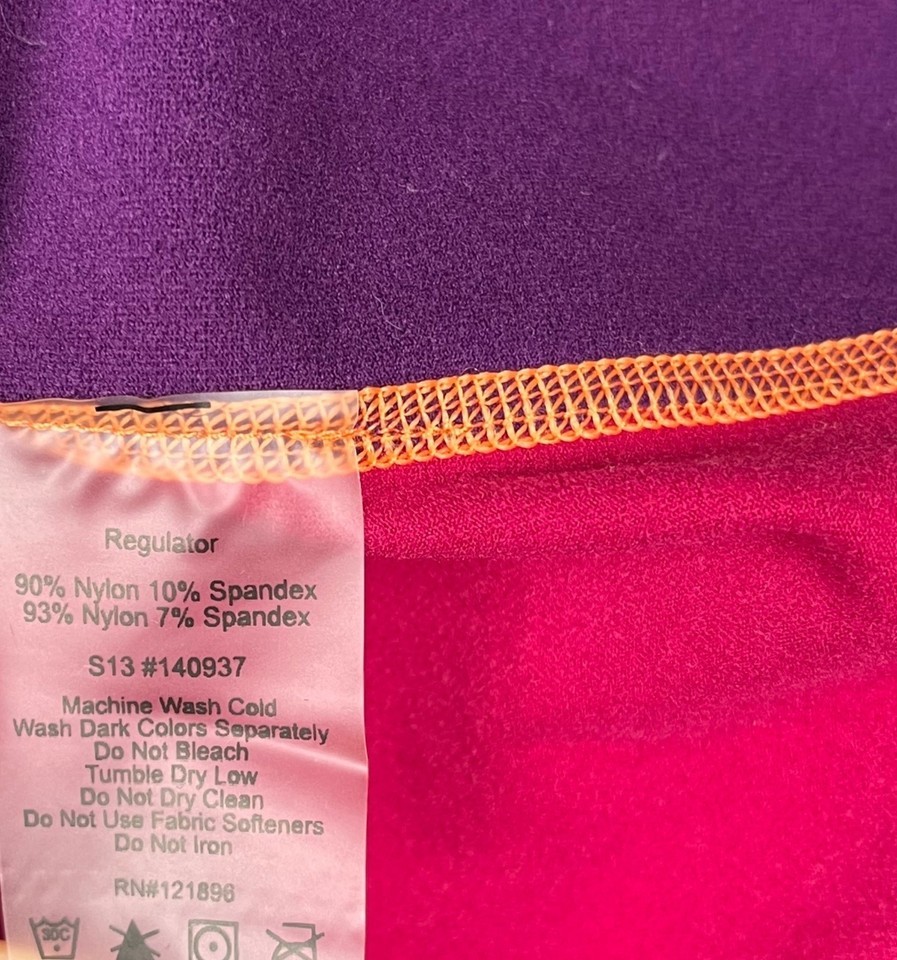 Regulator
90% Nylon 10% Spandex
93% Nylon 7% Spandex
S13 #140937
Machine Wash Cold
Wash Dark Colors Separately
Do Not Bleach
Tumble Dry Low
Do Not Dry Clean
Do Not Use Fabric Softeners
Do Not Iron
RN#121896
30C